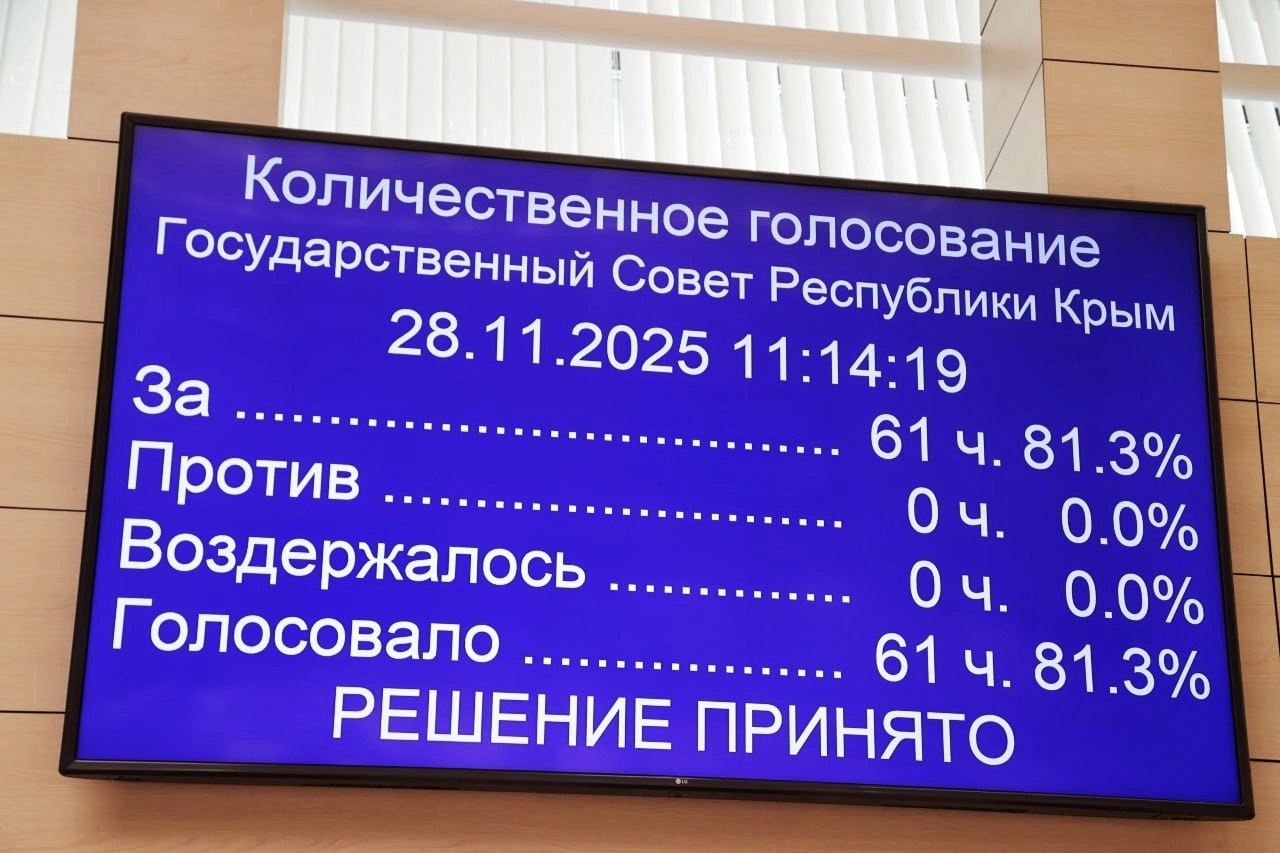 Количественное голосование
Государственный Совет Республики Крым
28.11.2025 11:14:19
За ................................ 61 ч. 81.3%
Против ........................ 0 ч. 0.0%
Воздержалось ............. 0 ч. 0.0%
Голосовало ................. 61 ч. 81.3%
РЕШЕНИЕ ПРИНЯТО
LG